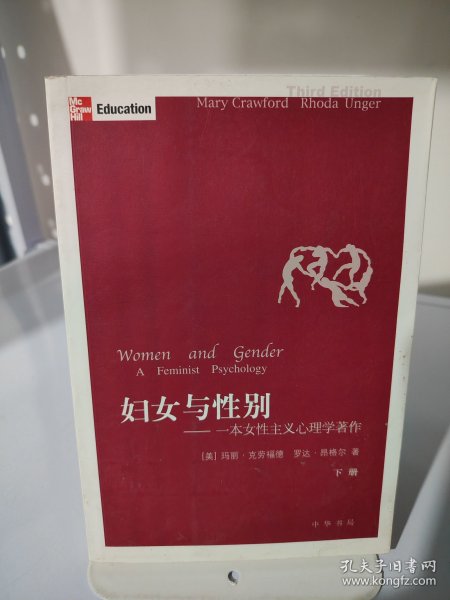 Third Edition
Mc
Graw
Hill
Education
Mary Crawford Rhoda Unger
Women and Gender
A Feminist Psychology
妇女与性别
—— 一本女性主义心理学著作
[美] 玛丽·克劳福德 罗达·昂格尔 著
下册
中华书局
孔夫子旧书网
www.kongfz.com